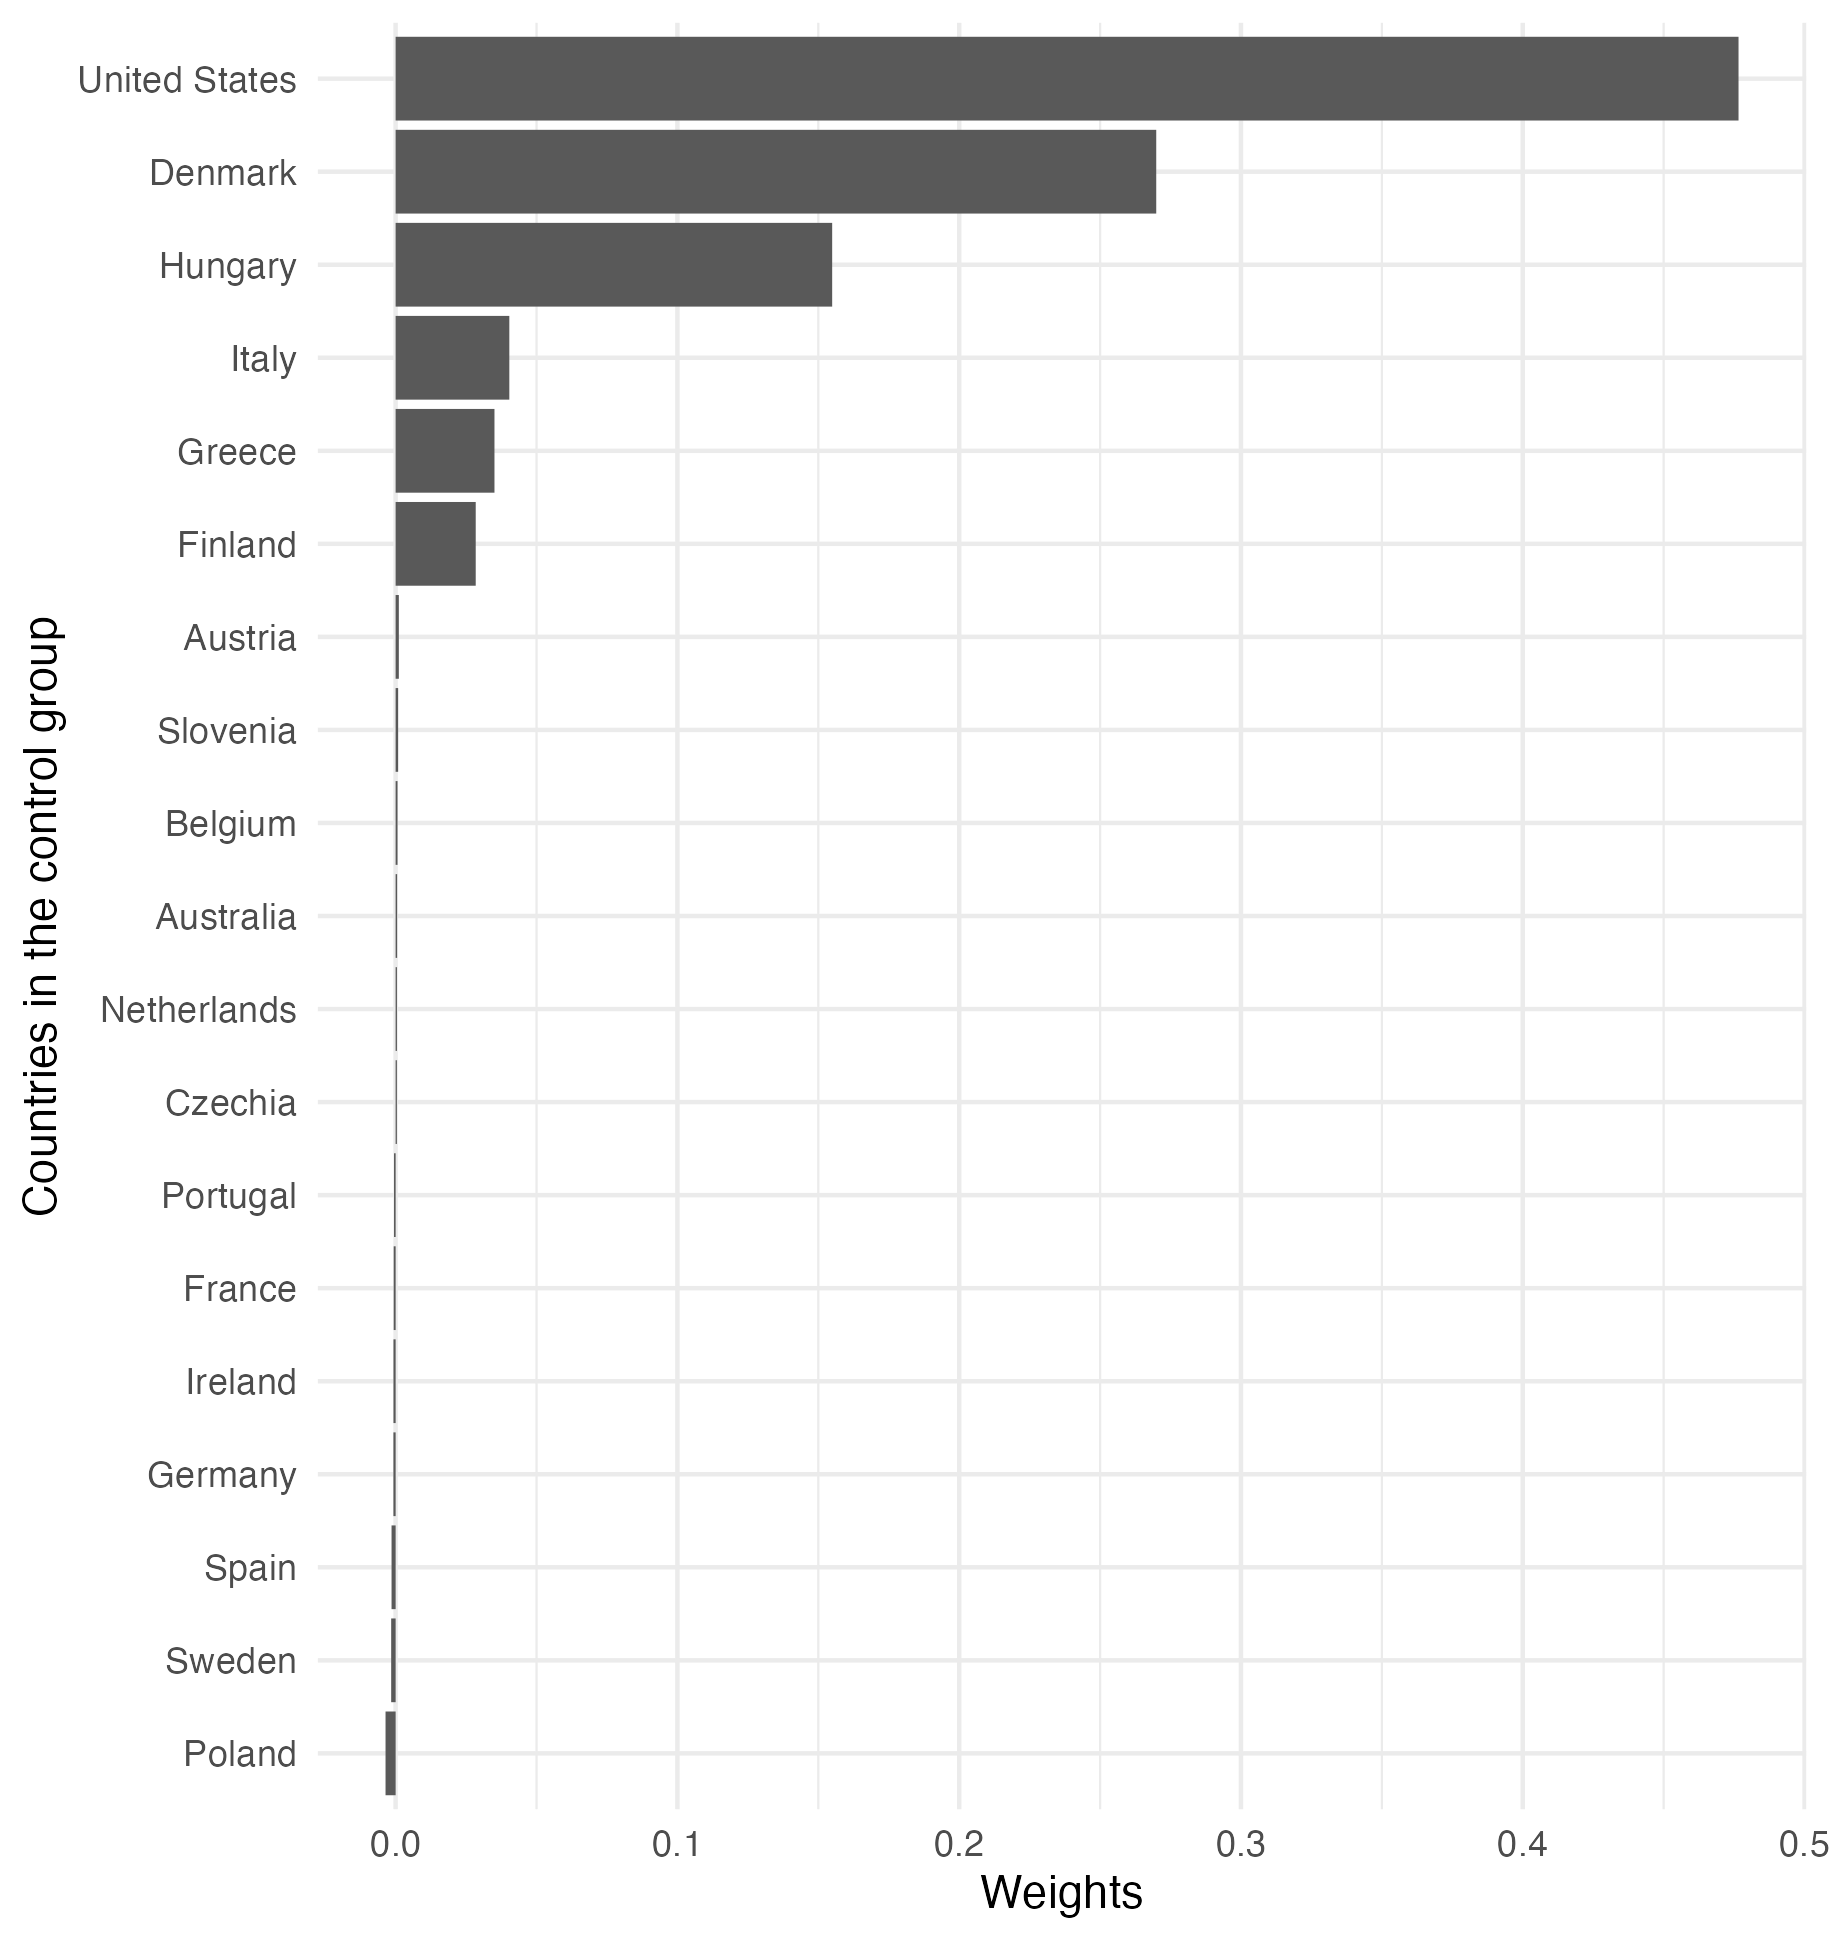 United States
Denmark
Hungary
Italy
Greece
Finland
Austria
Slovenia
Belgium
Australia
Netherlands
Czechia
Portugal
France
Ireland
Germany
Spain
Sweden
Poland
Countries in the control group
0.0 0.1 0.2 0.3 0.4 0.5
Weights